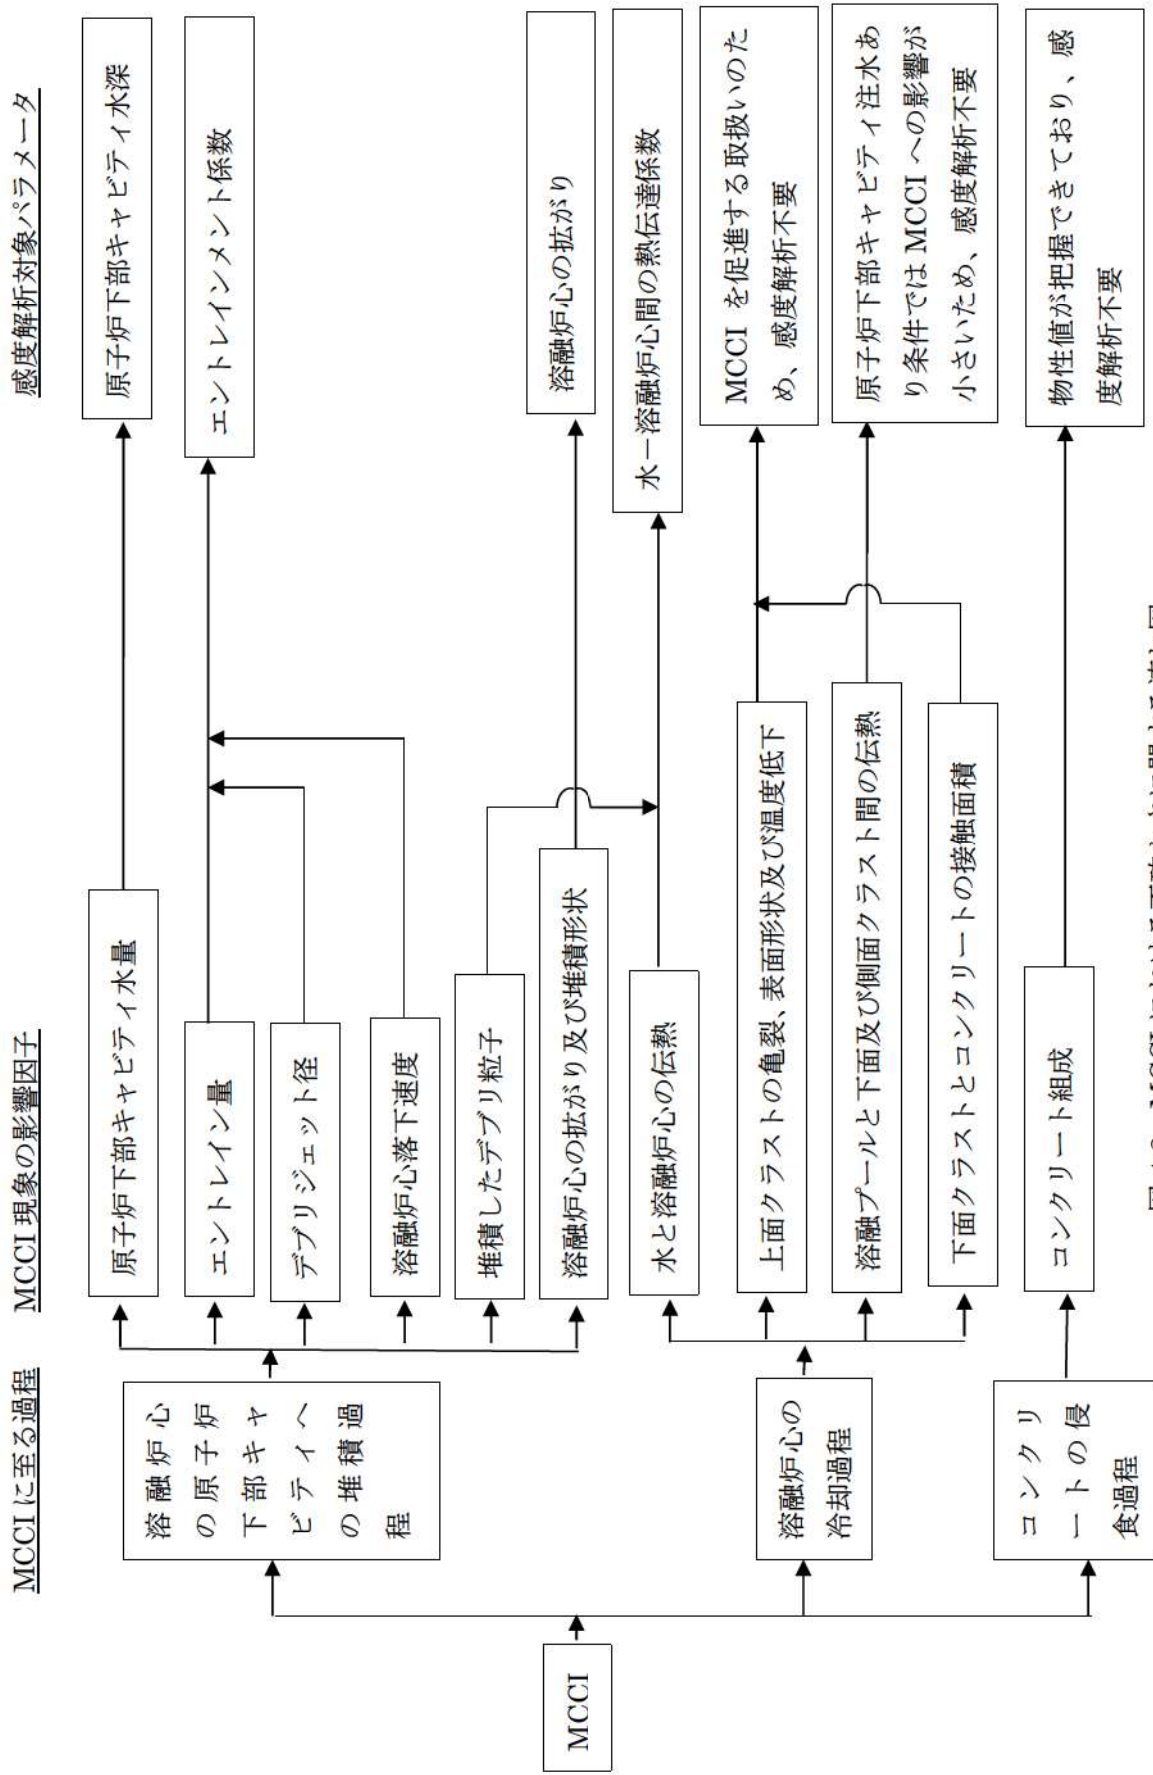 MCCIに至る過程
MCCI現象の影響因子
感度解析対象パラメータ
MCCI
溶融炉心
の原子炉
下部キャ
ビティへ
の堆積過
程
溶融炉心の
冷却過程
コンクリ
ートの侵
食過程
原子炉下部キャビティ水量
エントレイン量
デブリジェット径
溶融炉心落下速度
堆積したデブリ粒子
溶融炉心の拡がり及び堆積形状
水と溶融炉心の伝熱
上面クラストの亀裂、表面形状及び温度低下
溶融プールと下面及び側面クラスト間の伝熱
下面クラストとコンクリートの接触面積
コンクリート組成
原子炉下部キャビティ水深
エントレインメント係数
溶融炉心の拡がり
水－溶融炉心間の熱伝達係数
MCCI を促進する取扱いのた
め、感度解析不要
原子炉下部キャビティ注水あ
り条件では MCCI への影響が
小さいため、感度解析不要
物性値が把握できており、感
度解析不要